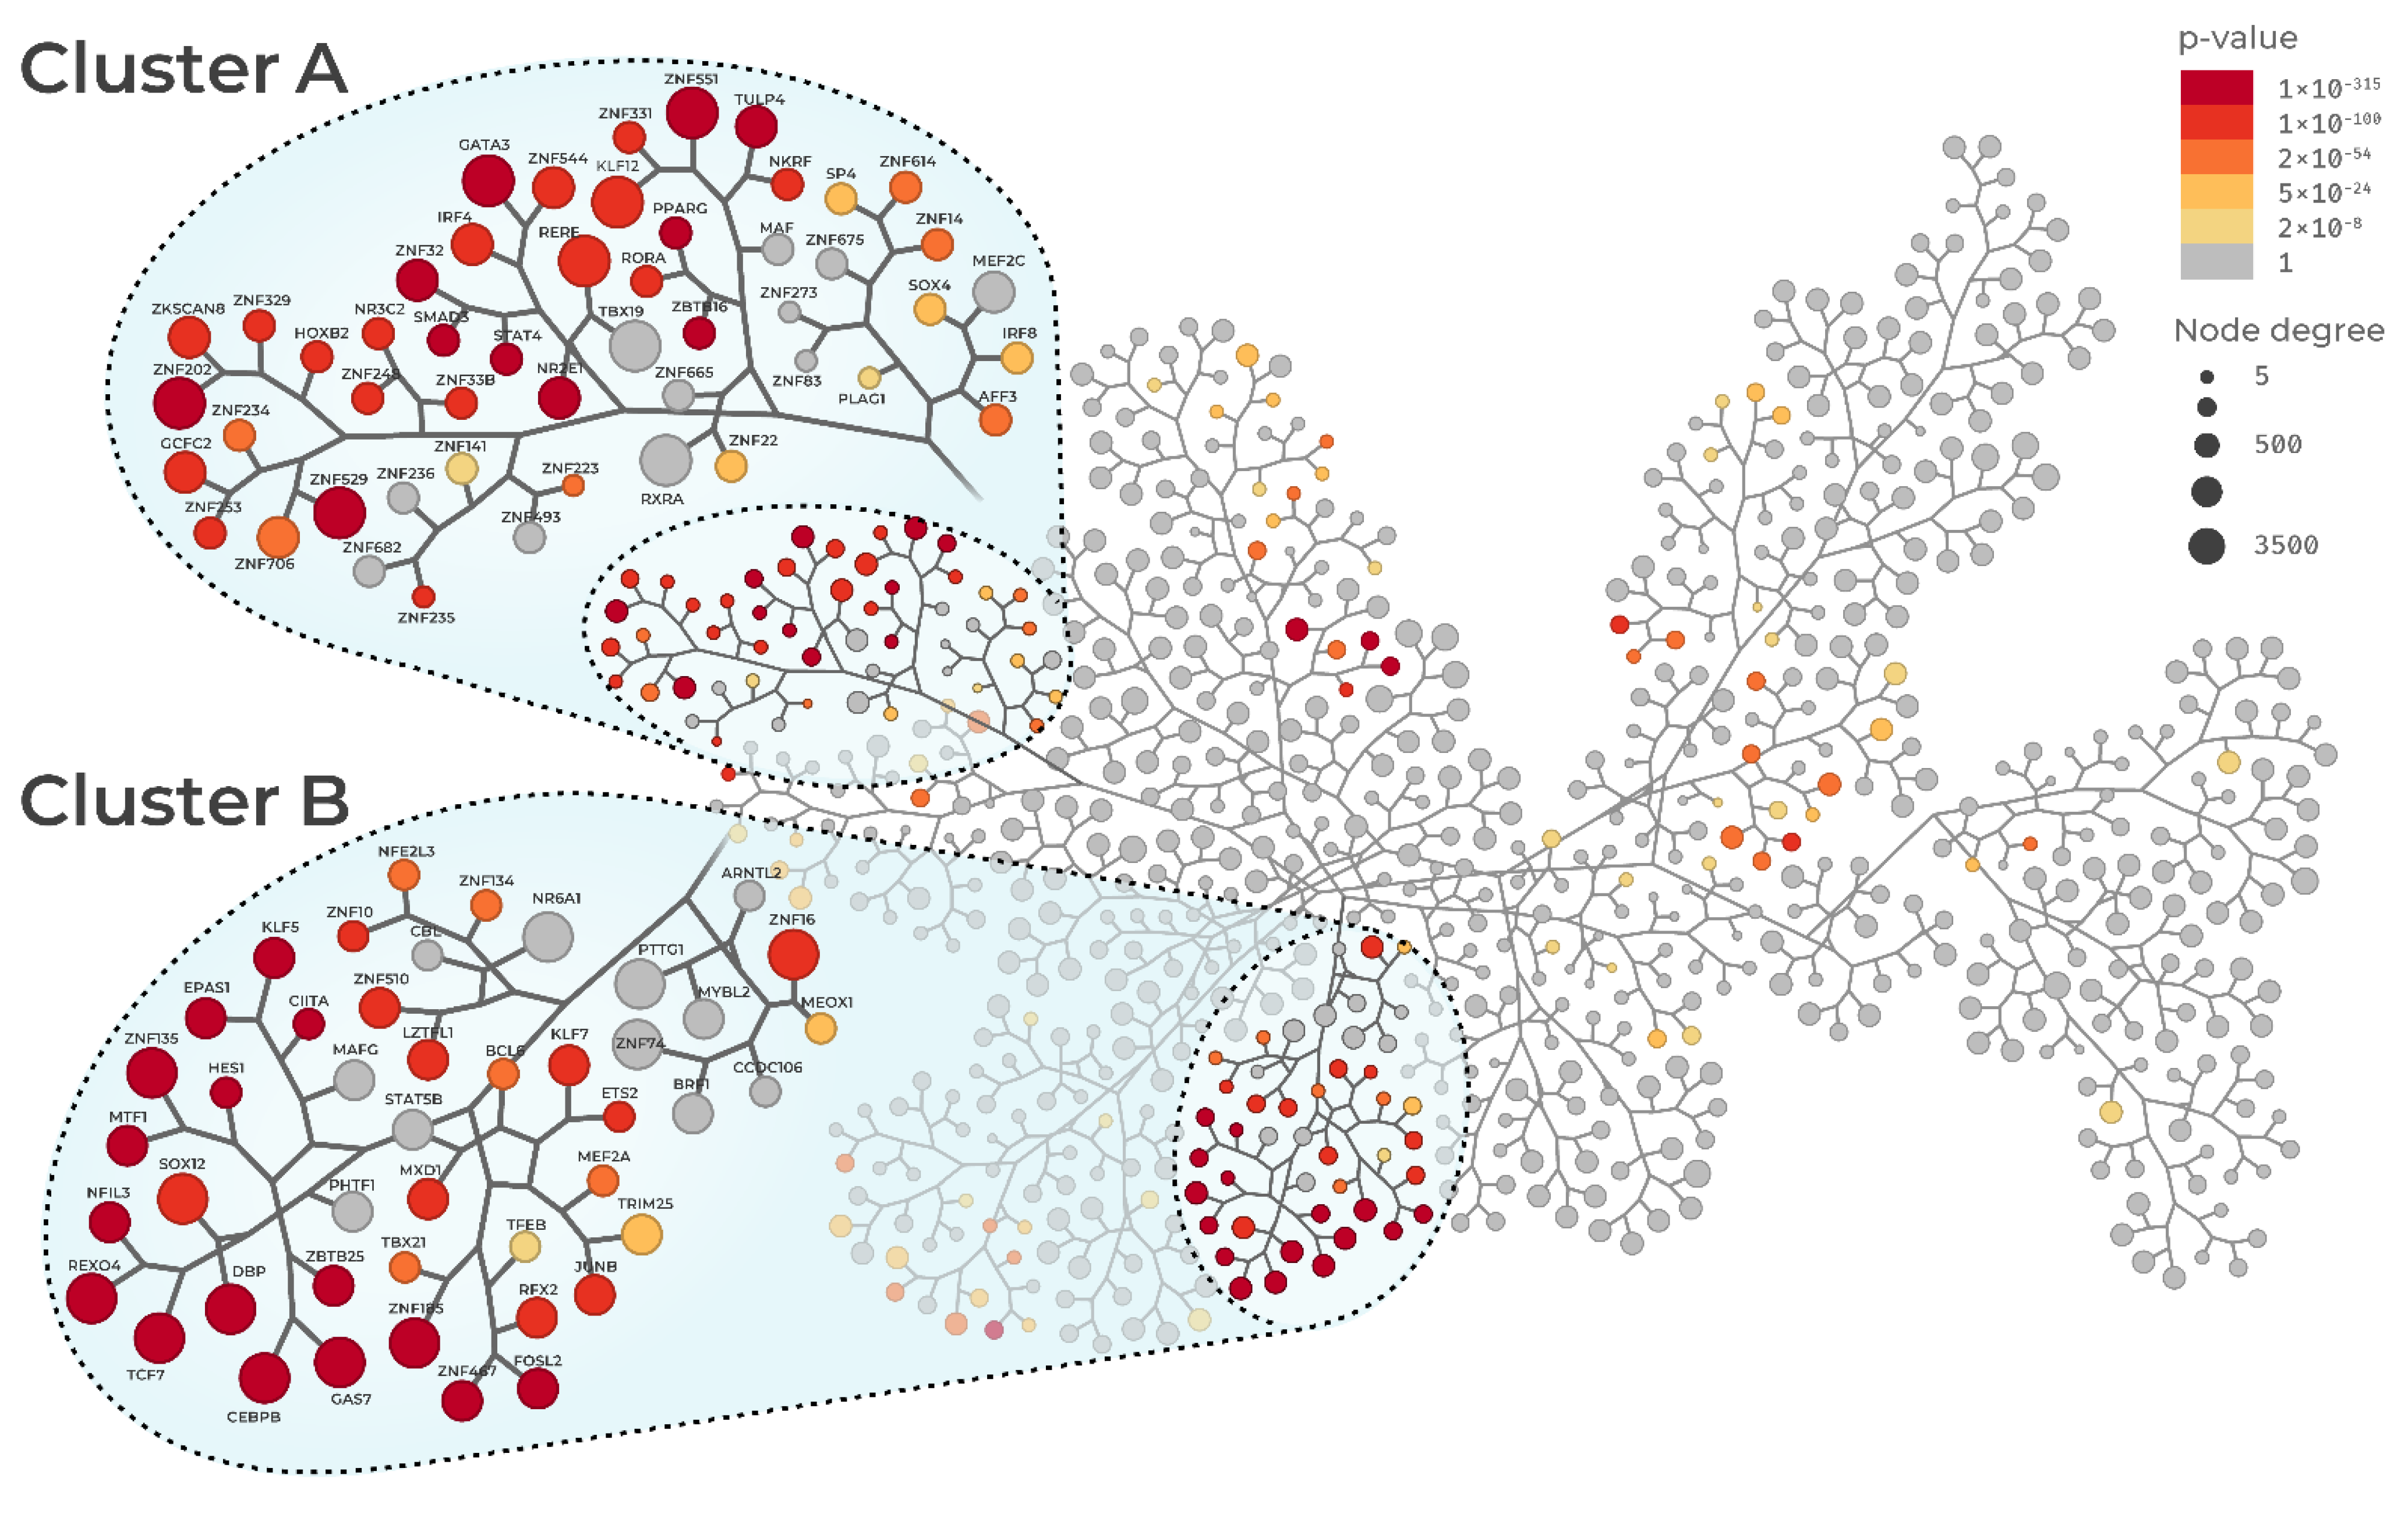 Cluster A
ZNF551
TULP4
ZNF331
GATA3
ZNF544
KLF12
NKRF
SP4
ZNF614
IRF4
PPARG
RERE
MAF
ZNF14
ZNF32
RORA
ZNF675
MEF2C
ZKSCAN8
ZNF329
NR3C2
SMAD3
TBX19
ZBTB16
ZNF273
SOX4
HOXB2
STAT4
IRF8
ZNF202
ZNF248
ZNF33B
NR2E1
ZNF665
ZNF83
PLAG1
AFF3
ZNF234
GCFC2
ZNF141
ZNF22
ZNF236
ZNF223
ZNF529
RXRA
ZNF253
ZNF493
ZNF682
ZNF706
ZNF235
Cluster B
NFE2L3
ZNF134
NR6A1
ARNTL2
ZNF10
ZNF16
KLF5
CBL
PTTG1
EPAS1
CIITA
ZNF510
MYBL2
MEOX1
ZNF135
LZTFL1
KLF7
ZNF74
MAFG
BCL6
HES1
CCDC106
BRF1
STAT5B
ETS2
MTF1
SOX12
MXD1
MEF2A
NFIL3
PHTF1
TRIM25
TFEB
TBX21
REXO4
DBP
ZBTB25
JUNB
RFX2
ZNF185
TCF7
ZNF467
FOSL2
GAS7
CEBPB
p-value
1×10⁻³¹⁵
1×10⁻¹⁰⁰
2×10⁻⁵⁴
5×10⁻²⁴
2×10⁻⁸
1
Node degree
5
500
3500